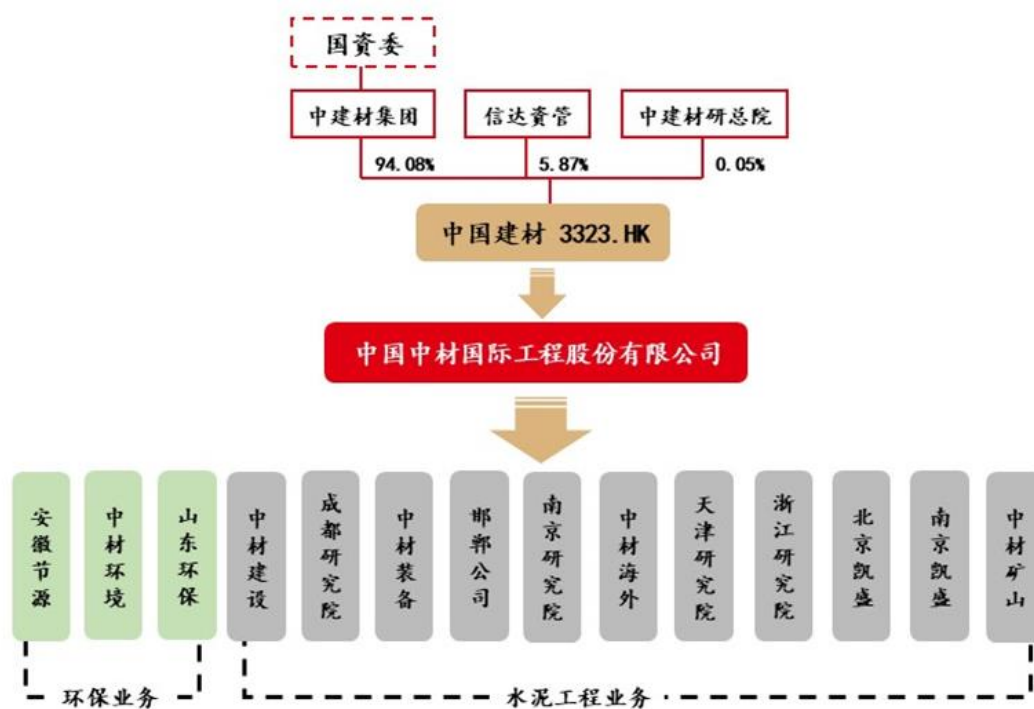 国資委
中建材集团
信达資管
中建材研总院
94.08%
5.87%
0.05%
中国建材 3323.HK
中国中材国际工程股份有限公司
安徽节源
中材环境
山东环保
中材建设
成都研究院
中材装备
邯郸公司
南京研究院
中材海外
天津研究院
浙江研究院
北京凯盛
南京凯盛
中材矿山
环保业务
水泥工程业务